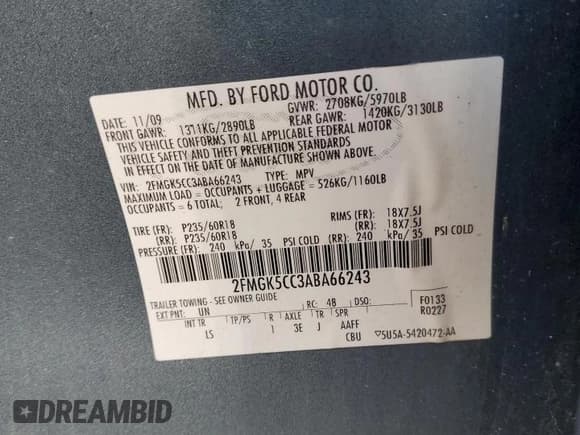 MFD. BY FORD MOTOR CO.
DATE: 11/09 GVWR: 2708KG/5970LB
FRONT GAWR: 1311KG/2890LB REAR GAWR: 1420KG/3130LB
THIS VEHICLE CONFORMS TO ALL APPLICABLE FEDERAL MOTOR
VEHICLE SAFETY AND THEFT PREVENTION STANDARDS
IN EFFECT ON THE DATE OF MANUFACTURE SHOWN ABOVE.
VIN: 2FMGK5CC3ABA66243 TYPE: MPV
MAXIMUM LOAD = OCCUPANTS + LUGGAGE = 526KG/1160LB
OCCUPANTS = 6 TOTAL; 2 FRONT, 4 REAR
TIRE (FR): P235/60R18 RIMS (FR): 18X7.5J
(RR): P235/60R18 (RR): 18X7.5J
PRESSURE (FR): 240 kPa/ 35 PSI COLD (RR): 240 kPa/ 35 PSI COLD
2FMGK5CC3ABA66243
TRAILER TOWING - SEE OWNER GUIDE
EXT PNT: UN RC: 48 DSO: F0133
R0227
INT TR TP/PS R AXLE TR SPR
LS 1 3E J AAFF
CBU ▽5U5A-5420472-AA
DREAMBID